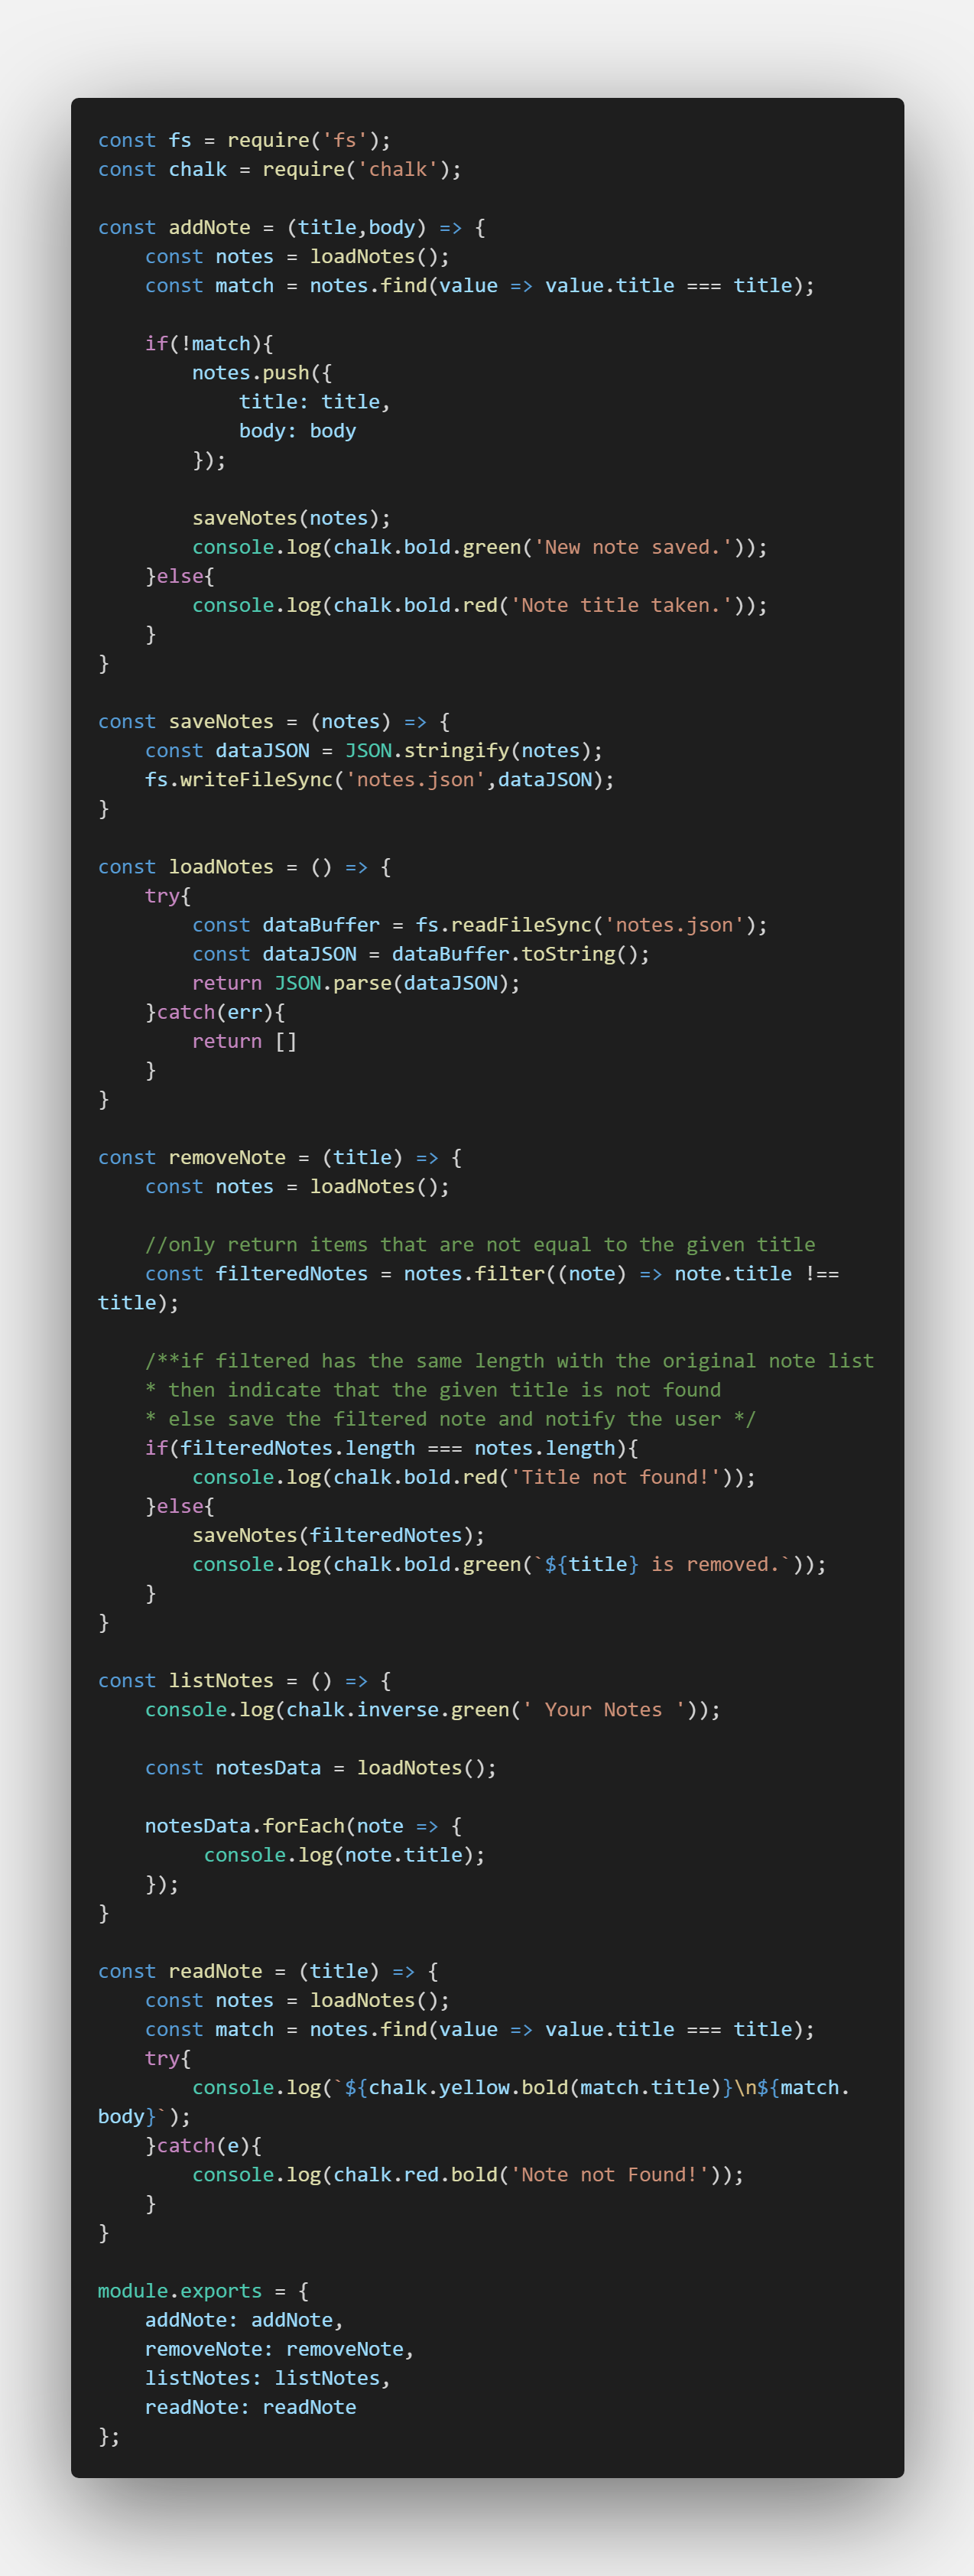 const fs = require('fs');
const chalk = require('chalk');

const addNote = (title,body) => {
    const notes = loadNotes();
    const match = notes.find(value => value.title === title);

    if(!match){
        notes.push({
            title: title,
            body: body
        });

        saveNotes(notes);
        console.log(chalk.bold.green('New note saved.'));
    }else{
        console.log(chalk.bold.red('Note title taken.'));
    }
}

const saveNotes = (notes) => {
    const dataJSON = JSON.stringify(notes);
    fs.writeFileSync('notes.json',dataJSON);
}

const loadNotes = () => {
    try{
        const dataBuffer = fs.readFileSync('notes.json');
        const dataJSON = dataBuffer.toString();
        return JSON.parse(dataJSON);
    }catch(err){
        return []
    }
}

const removeNote = (title) => {
    const notes = loadNotes();

    //only return items that are not equal to the given title
    const filteredNotes = notes.filter((note) => note.title !==
title);

    /**if filtered has the same length with the original note list
    * then indicate that the given title is not found
    * else save the filtered note and notify the user */
    if(filteredNotes.length === notes.length){
        console.log(chalk.bold.red('Title not found!'));
    }else{
        saveNotes(filteredNotes);
        console.log(chalk.bold.green(`${title} is removed.`));
    }
}

const listNotes = () => {
    console.log(chalk.inverse.green(' Your Notes '));

    const notesData = loadNotes();

    notesData.forEach(note => {
         console.log(note.title);
    });
}

const readNote = (title) => {
    const notes = loadNotes();
    const match = notes.find(value => value.title === title);
    try{
        console.log(`${chalk.yellow.bold(match.title)}\n${match.
body}`);
    }catch(e){
        console.log(chalk.red.bold('Note not Found!'));
    }
}

module.exports = {
    addNote: addNote,
    removeNote: removeNote,
    listNotes: listNotes,
    readNote: readNote
};